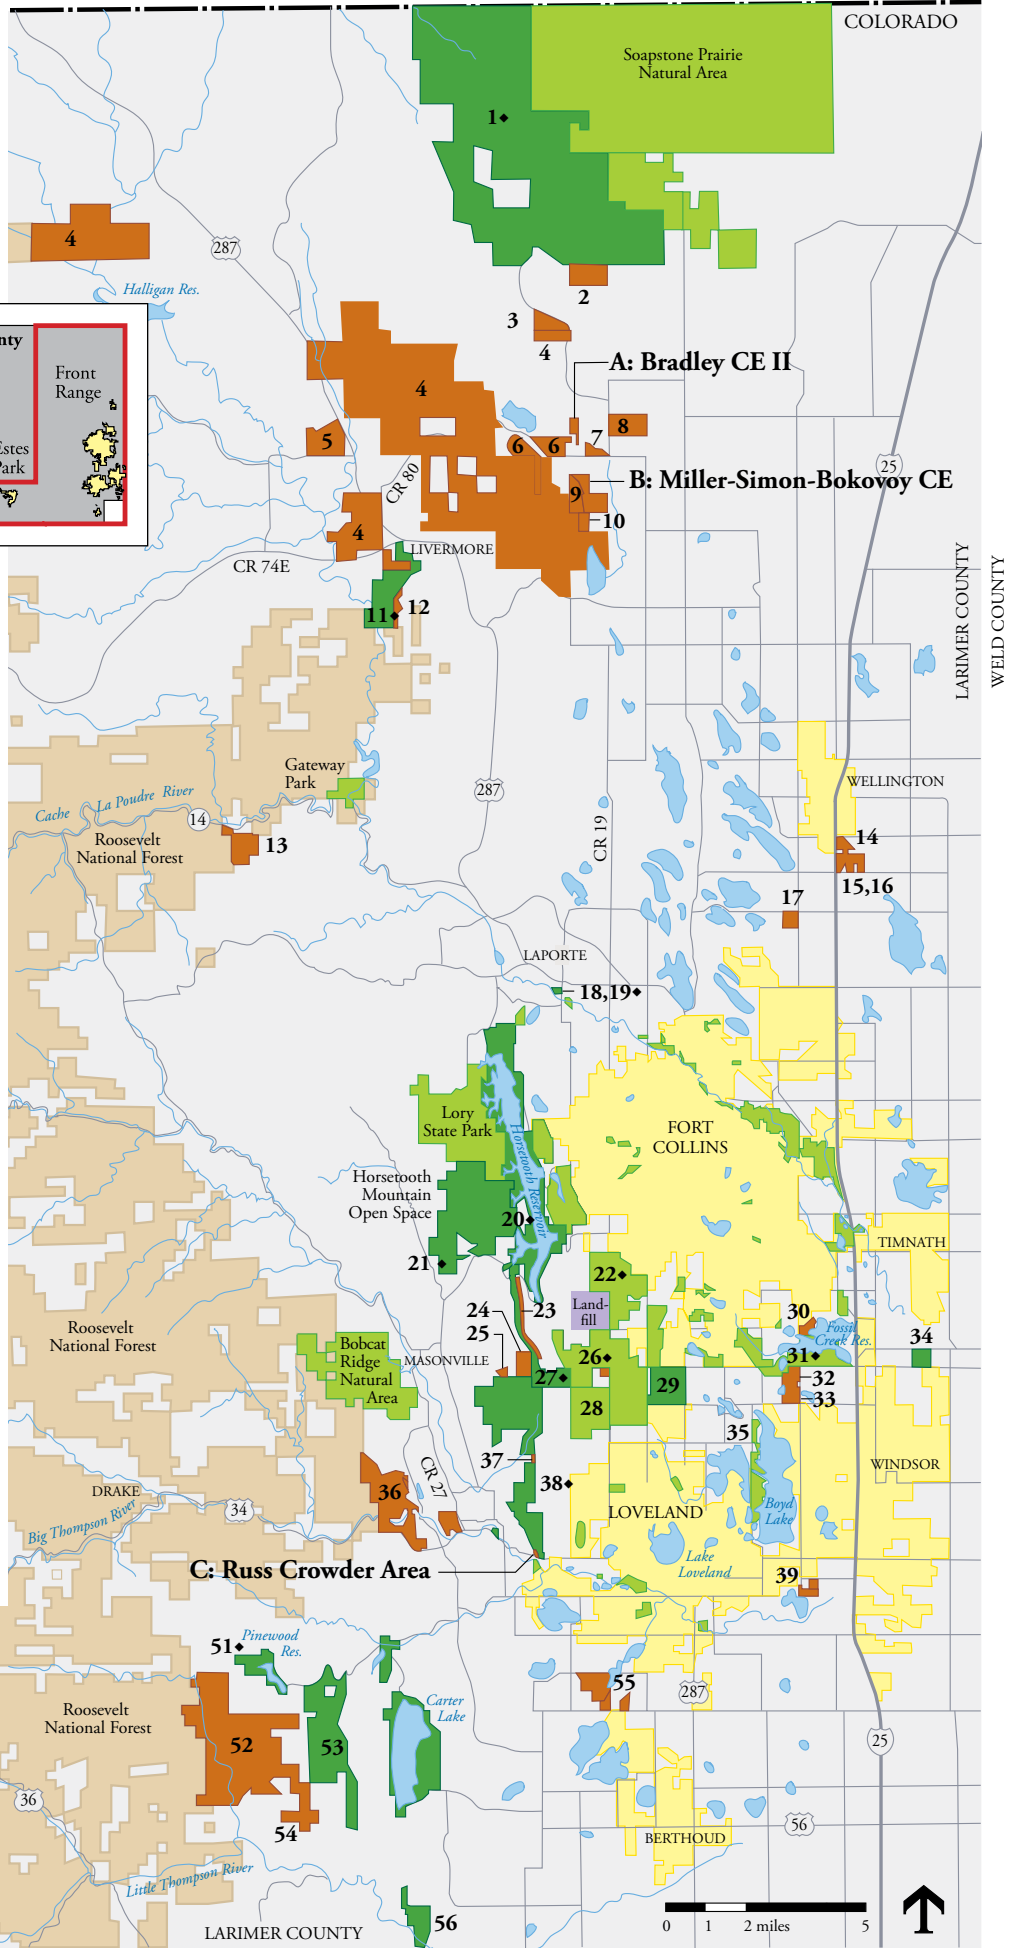 COLORADO
Soapstone Prairie
Natural Area
1
4
287
2
Halligan Res.
3
4
nty
Front
Range
Estes
Park
A: Bradley CE II
4
5
6
6
7
8
25
CR 80
B: Miller-Simon-Bokovoy CE
9
10
4
LIVERMORE
CR 74E
LARIMER COUNTY
WELD COUNTY
11
12
Gateway
Park
287
WELLINGTON
Cache La Poudre River
14
Roosevelt
National Forest
13
CR 19
14
15,16
17
LAPORTE
18,19
Lory
State Park
FORT
COLLINS
Horsetooth Reservoir
Horsetooth
Mountain
Open Space
20
TIMNATH
21
22
24
23
Land-
fill
25
30
Fossil
Creek Res.
34
Roosevelt
National Forest
Bobcat
Ridge
Natural
Area
MASONVILLE
26
31
27
29
32
33
28
35
37
WINDSOR
CR 27
38
DRAKE
36
Boyd
Lake
LOVELAND
Big Thompson River
34
Lake
Loveland
C: Russ Crowder Area
39
51
Pinewood
Res.
55
287
Roosevelt
National Forest
Carter
Lake
52
53
25
36
54
56
BERTHOUD
Little Thompson River
56
LARIMER COUNTY
0 1 2 miles 5